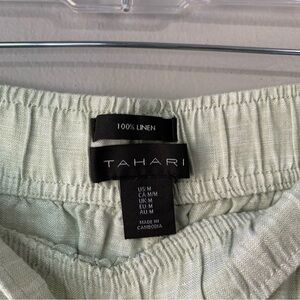 100% LINEN
TAHARI
US:M
CA:M/M
UK:M
EU:M
AU:M
MADE IN
CAMBODIA